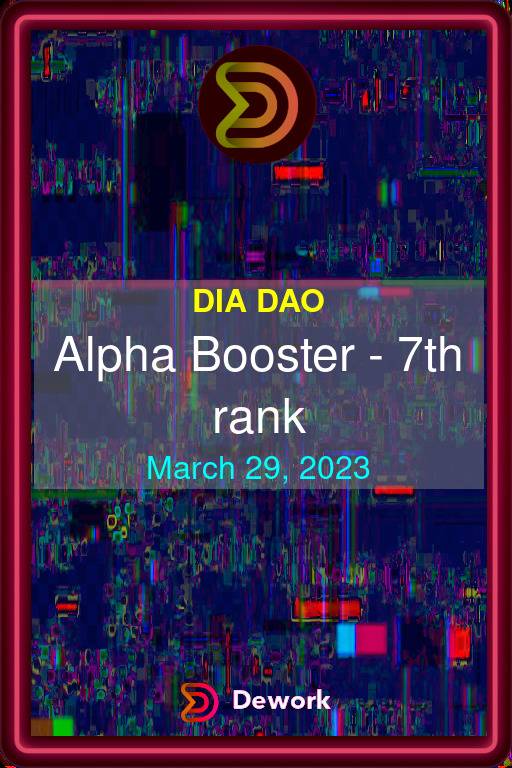 DIA DAO
Alpha Booster - 7th
rank
March 29, 2023
Dework